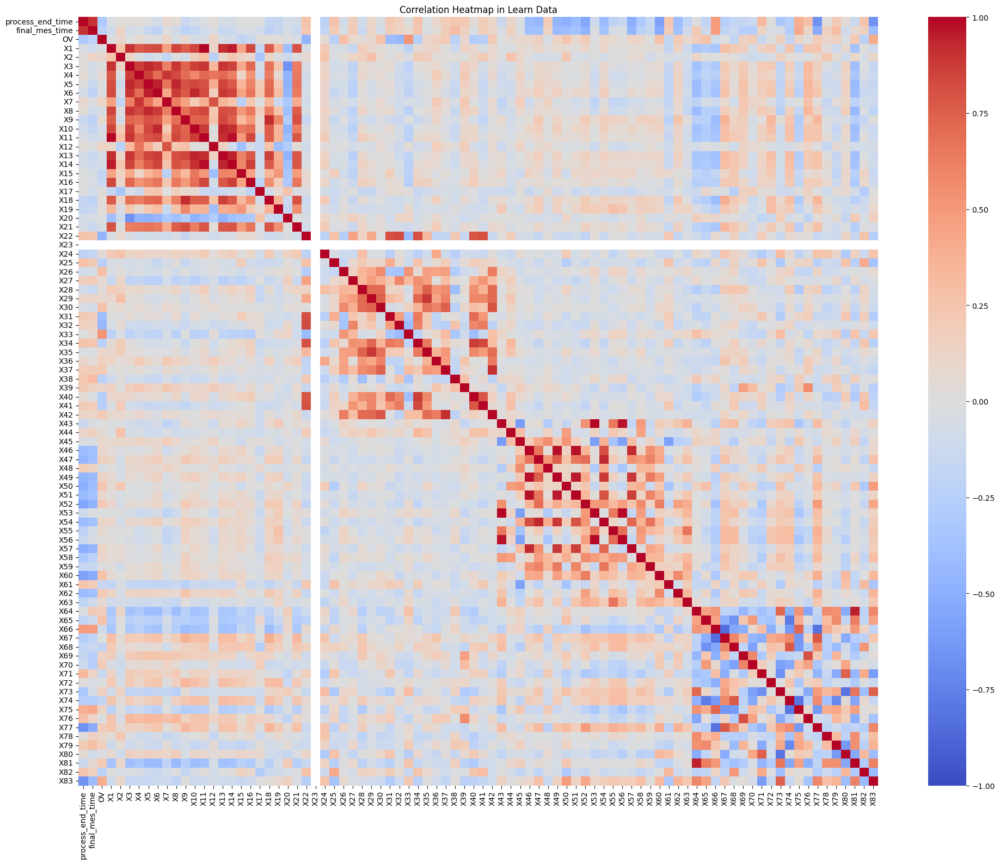 Correlation Heatmap in Learn Data
process_end_time
final_mes_time
OV
X1
X2
X3
X4
X5
X6
X7
X8
X9
X10
X11
X12
X13
X14
X15
X16
X17
X18
X19
X20
X21
X22
X23
X24
X25
X26
X27
X28
X29
X30
X31
X32
X33
X34
X35
X36
X37
X38
X39
X40
X41
X42
X43
X44
X45
X46
X47
X48
X49
X50
X51
X52
X53
X54
X55
X56
X57
X58
X59
X60
X61
X62
X63
X64
X65
X66
X67
X68
X69
X70
X71
X72
X73
X74
X75
X76
X77
X78
X79
X80
X81
X82
X83
process_end_time
final_mes_time
OV
X1
X2
X3
X4
X5
X6
X7
X8
X9
X10
X11
X12
X13
X14
X15
X16
X17
X18
X19
X20
X21
X22
X23
X24
X25
X26
X27
X28
X29
X30
X31
X32
X33
X34
X35
X36
X37
X38
X39
X40
X41
X42
X43
X44
X45
X46
X47
X48
X49
X50
X51
X52
X53
X54
X55
X56
X57
X58
X59
X60
X61
X62
X63
X64
X65
X66
X67
X68
X69
X70
X71
X72
X73
X74
X75
X76
X77
X78
X79
X80
X81
X82
X83
1.00
0.75
0.50
0.25
0.00
−0.25
−0.50
−0.75
−1.00